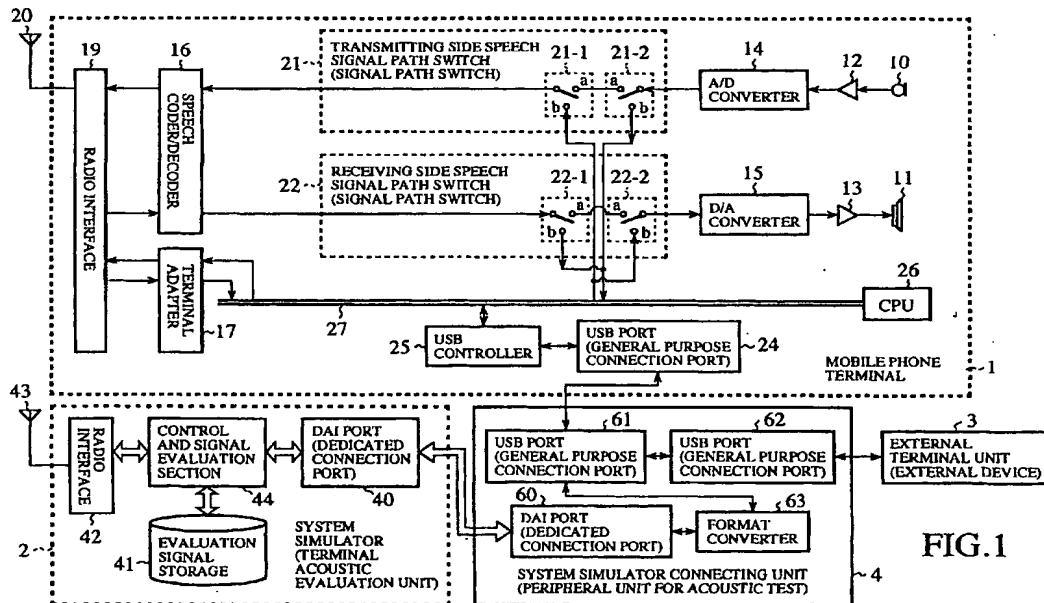 20
19
16
21
TRANSMITTING SIDE SPEECH
SIGNAL PATH SWITCH
(SIGNAL PATH SWITCH)
21-1
21-2
a
b
a
b
14
A/D
CONVERTER
12
10
RADIO INTERFACE
SPEECH
CODER/DECODER
22
RECEIVING SIDE SPEECH
SIGNAL PATH SWITCH
(SIGNAL PATH SWITCH)
22-1
22-2
a
b
a
b
15
D/A
CONVERTER
13
11
TERMINAL
ADAPTER
17
27
26
CPU
25
USB
CONTROLLER
USB PORT
(GENERAL PURPOSE
CONNECTION PORT)
24
MOBILE PHONE
TERMINAL
1
43
RADIO
INTERFACE
42
CONTROL
AND SIGNAL
EVALUATION
SECTION
44
DAI PORT
(DEDICATED
CONNECTION
PORT)
40
61
USB PORT
(GENERAL PURPOSE
CONNECTION PORT)
62
USB PORT
(GENERAL PURPOSE
CONNECTION PORT)
3
EXTERNAL
TERMINAL UNIT
(EXTERNAL DEVICE)
2
41
EVALUATION
SIGNAL
STORAGE
SYSTEM
SIMULATOR
(TERMINAL
ACOUSTIC
EVALUATION UNIT)
60
DAI PORT
(DEDICATED
CONNECTION PORT)
63
FORMAT
CONVERTER
SYSTEM SIMULATOR CONNECTING UNIT
(PERIPHERAL UNIT FOR ACOUSTIC TEST)
4
FIG.1